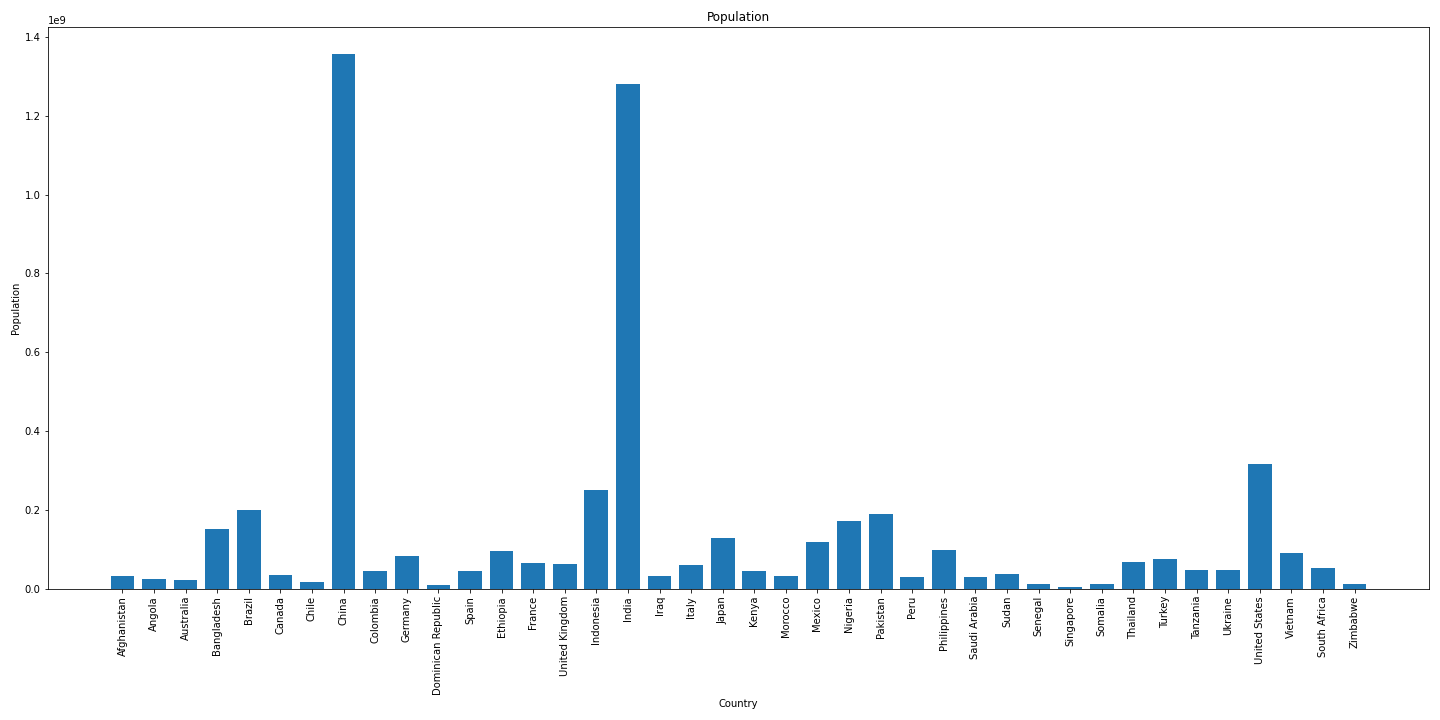 Population
1e9
1.4
1.2
1.0
0.8
0.6
0.4
0.2
0.0
Population
Afghanistan
Angola
Australia
Bangladesh
Brazil
Canada
Chile
China
Colombia
Germany
Dominican Republic
Spain
Ethiopia
France
United Kingdom
Indonesia
India
Iraq
Italy
Japan
Kenya
Morocco
Mexico
Nigeria
Pakistan
Peru
Philippines
Saudi Arabia
Sudan
Senegal
Singapore
Somalia
Thailand
Turkey
Tanzania
Ukraine
United States
Vietnam
South Africa
Zimbabwe
Country